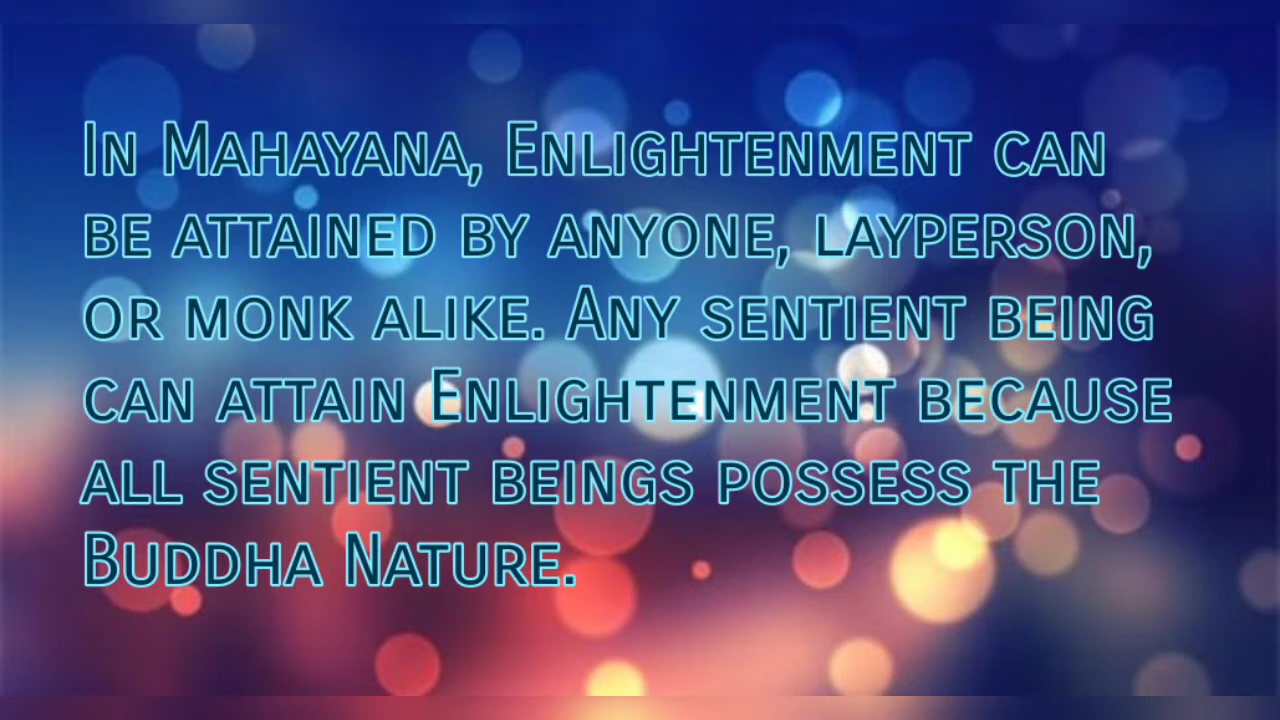 In Mahayana, Enlightenment can
be attained by anyone, layperson,
or monk alike. Any sentient being
can attain Enlightenment because
all sentient beings possess the
Buddha Nature.